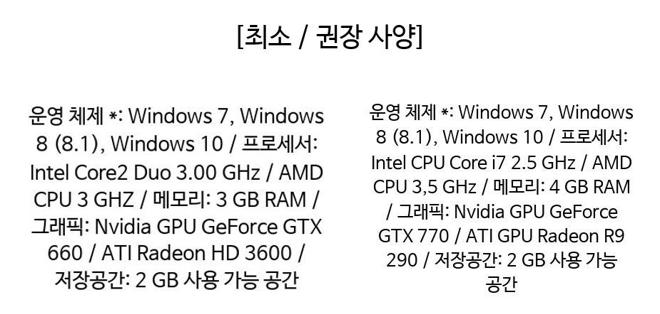 [최소 / 권장 사양]
운영 체제 *: Windows 7, Windows
8 (8.1), Windows 10 / 프로세서:
Intel Core2 Duo 3.00 GHz / AMD
CPU 3 GHZ / 메모리: 3 GB RAM /
그래픽: Nvidia GPU GeForce GTX
660 / ATI Radeon HD 3600 /
저장공간: 2 GB 사용 가능 공간
운영 체제 *: Windows 7, Windows
8 (8.1), Windows 10 / 프로세서:
Intel CPU Core i7 2.5 GHz / AMD
CPU 3,5 GHz / 메모리: 4 GB RAM
/ 그래픽: Nvidia GPU GeForce
GTX 770 / ATI GPU Radeon R9
290 / 저장공간: 2 GB 사용 가능
공간